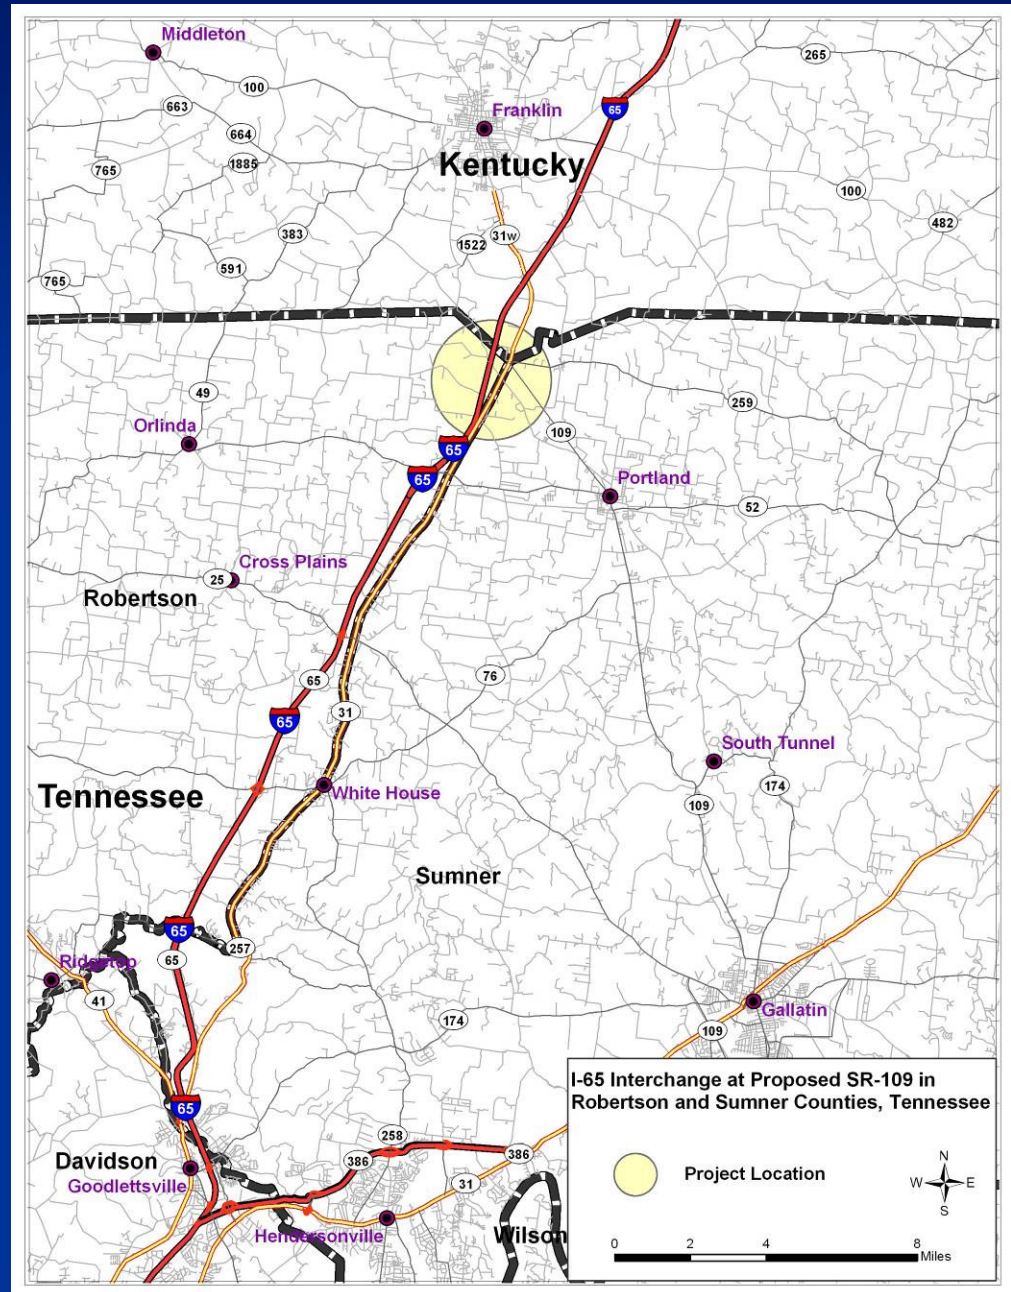 Middleton
265
100
65
663
Franklin
664
Kentucky
1885
765
100
482
383
31W
1522
591
765
49
259
Orlinda
109
65
Portland
65
52
Cross Plains
25
Robertson
76
65
31
65
South Tunnel
174
White House
Tennessee
109
Sumner
65
257
65
Ridgetop
41
Gallatin
174
109
I-65 Interchange at Proposed SR-109 in
Robertson and Sumner Counties, Tennessee
65
258
386
386
Davidson
Project Location
N
W
E
S
Goodlettsville
31
Hendersonville
Wilson
0
2
4
8
Miles